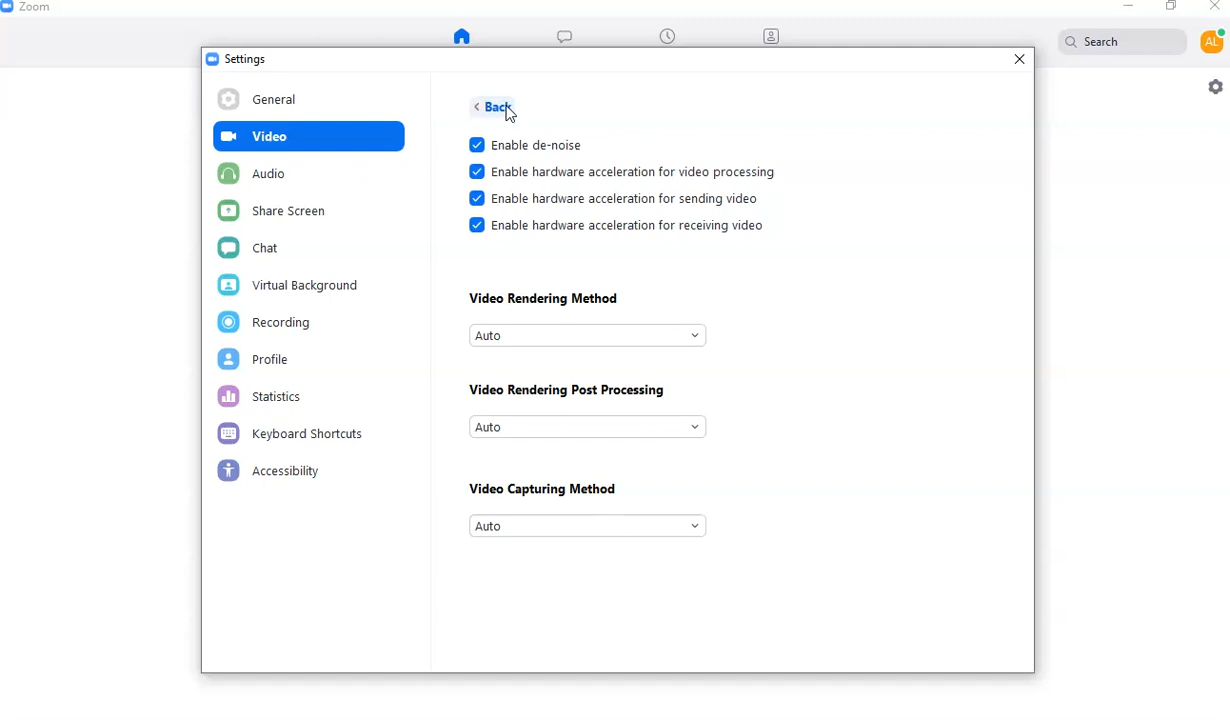 Zoom
Search
AL
Settings
General
Video
Audio
Share Screen
Chat
Virtual Background
Recording
Profile
Statistics
Keyboard Shortcuts
Accessibility
Back
Enable de-noise
Enable hardware acceleration for video processing
Enable hardware acceleration for sending video
Enable hardware acceleration for receiving video
Video Rendering Method
Auto
Video Rendering Post Processing
Auto
Video Capturing Method
Auto